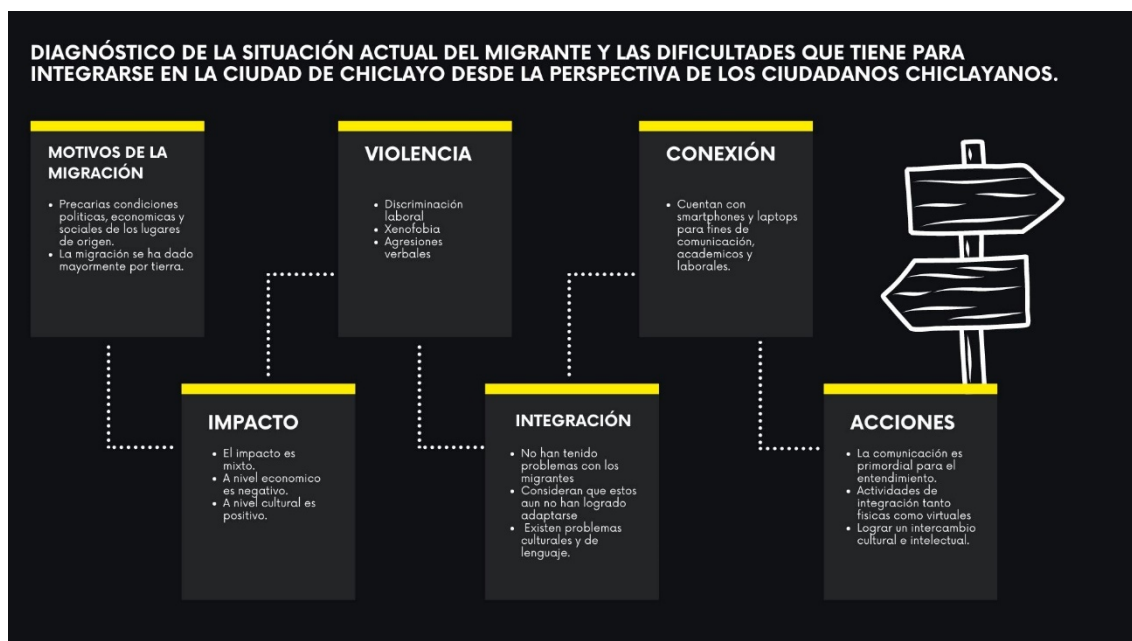 DIAGNÓSTICO DE LA SITUACIÓN ACTUAL DEL MIGRANTE Y LAS DIFICULTADES QUE TIENE PARA
INTEGRARSE EN LA CIUDAD DE CHICLAYO DESDE LA PERSPECTIVA DE LOS CIUDADANOS CHICLAYANOS.
MOTIVOS DE LA
MIGRACIÓN
• Precarias condiciones
politicas, economicas y
sociales de los lugares
de origen.
• La migración se ha dado
mayormente por tierra.
IMPACTO
• El impacto es
mixto.
• A nivel economico
es negativo.
• A nivel cultural es
positivo.
VIOLENCIA
• Discriminación
laboral
• Xenofobia
• Agresiones
verbales
INTEGRACIÓN
• No han tenido
problemas con los
migrantes
• Consideran que estos
aun no han logrado
adaptarse
• Existen problemas
culturales y de
lenguaje.
CONEXIÓN
• Cuentan con
smartphones y laptops
para fines de
comunicación,
academicos y
laborales.
ACCIONES
• La comunicación es
primordial para el
entendimiento.
• Actividades de
integración tanto
fisicas como virtuales
• Lograr un intercambio
cultural e intelectual.